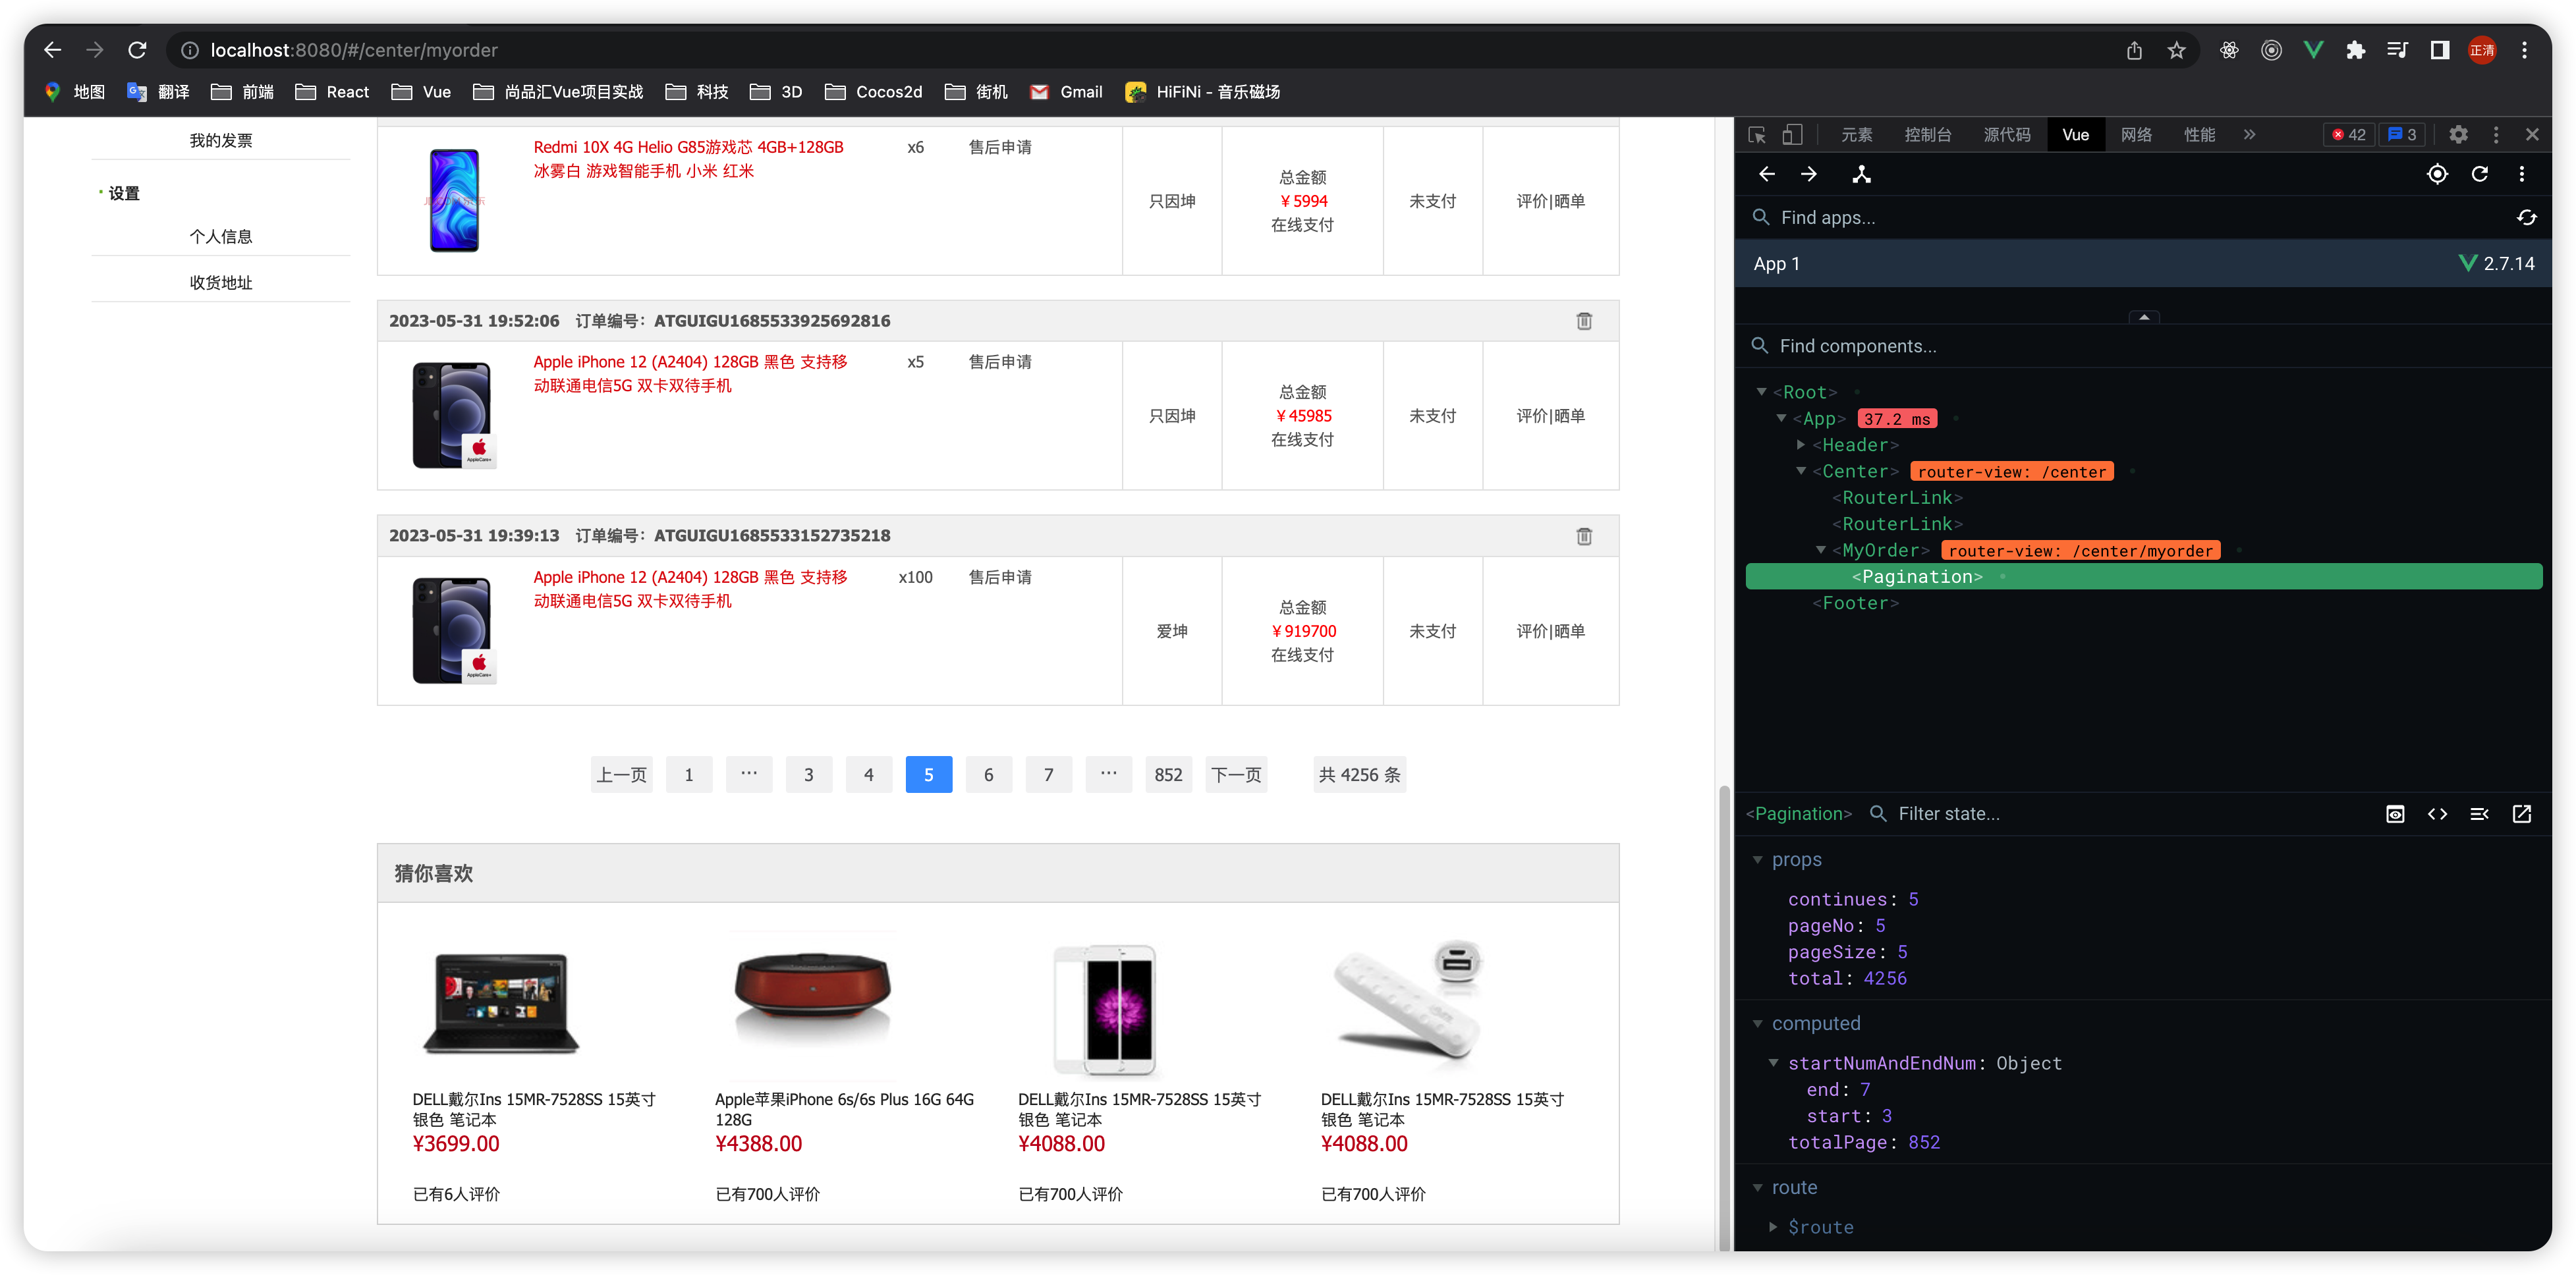 localhost:8080/#/center/myorder
正清
地图 翻译 前端 React Vue 尚品汇Vue项目实战 科技 3D Cocos2d 街机 Gmail HiFiNi - 音乐磁场
我的发票
设置
个人信息
收货地址
Redmi 10X 4G Helio G85游戏芯 4GB+128GB
冰雾白 游戏智能手机 小米 红米
x6
售后申请
只因坤
总金额
¥5994
在线支付
未支付
评价|晒单
2023-05-31 19:52:06 订单编号：ATGUIGU1685533925692816
Apple iPhone 12 (A2404) 128GB 黑色 支持移
动联通电信5G 双卡双待手机
AppleCare+
x5
售后申请
只因坤
总金额
¥45985
在线支付
未支付
评价|晒单
2023-05-31 19:39:13 订单编号：ATGUIGU1685533152735218
Apple iPhone 12 (A2404) 128GB 黑色 支持移
动联通电信5G 双卡双待手机
AppleCare+
x100
售后申请
爱坤
总金额
¥919700
在线支付
未支付
评价|晒单
上一页 1 ··· 3 4 5 6 7 ··· 852 下一页 共 4256 条
猜你喜欢
DELL戴尔Ins 15MR-7528SS 15英寸
银色 笔记本
¥3699.00
已有6人评价
Apple苹果iPhone 6s/6s Plus 16G 64G
128G
¥4388.00
已有700人评价
DELL戴尔Ins 15MR-7528SS 15英寸
银色 笔记本
¥4088.00
已有700人评价
DELL戴尔Ins 15MR-7528SS 15英寸
银色 笔记本
¥4088.00
已有700人评价
元素 控制台 源代码 Vue 网络 性能 42 3
Find apps...
App 1 2.7.14
Find components...
<Root>
<App> 37.2 ms
<Header>
<Center> router-view: /center
<RouterLink>
<RouterLink>
<MyOrder> router-view: /center/myorder
<Pagination>
<Footer>
<Pagination> Filter state...
props
continues: 5
pageNo: 5
pageSize: 5
total: 4256
computed
startNumAndEndNum: Object
end: 7
start: 3
totalPage: 852
route
$route